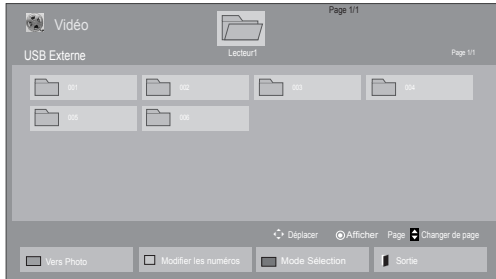 Page 1/1
Vidéo
Lecteur1
USB Externe
Page 1/1
001 002 003 004
005 006
Déplacer Afficher Page Changer de page
Vers Photo Modifier les numéros Mode Sélection Sortie